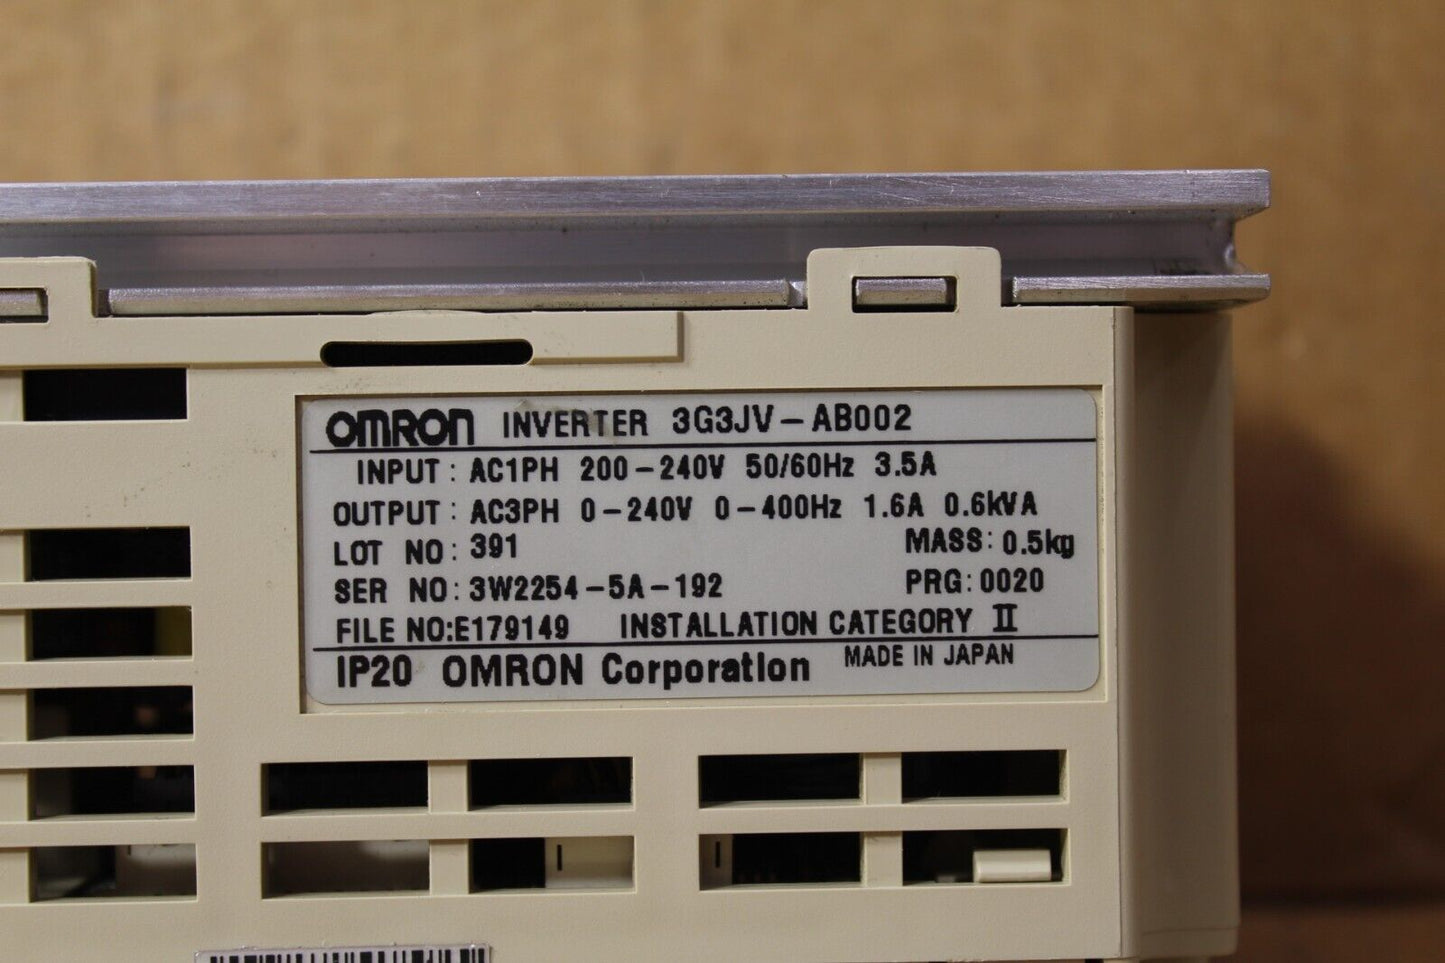 OMRON INVERTER 3G3JV-AB002
INPUT: AC1PH 200-240V 50/60Hz 3.5A
OUTPUT: AC3PH 0-240V 0-400Hz 1.6A 0.6kVA
LOT NO: 391 MASS: 0.5kg
SER NO: 3W2254-5A-192 PRG: 0020
FILE NO:E179149 INSTALLATION CATEGORY II
IP20 OMRON Corporation MADE IN JAPAN